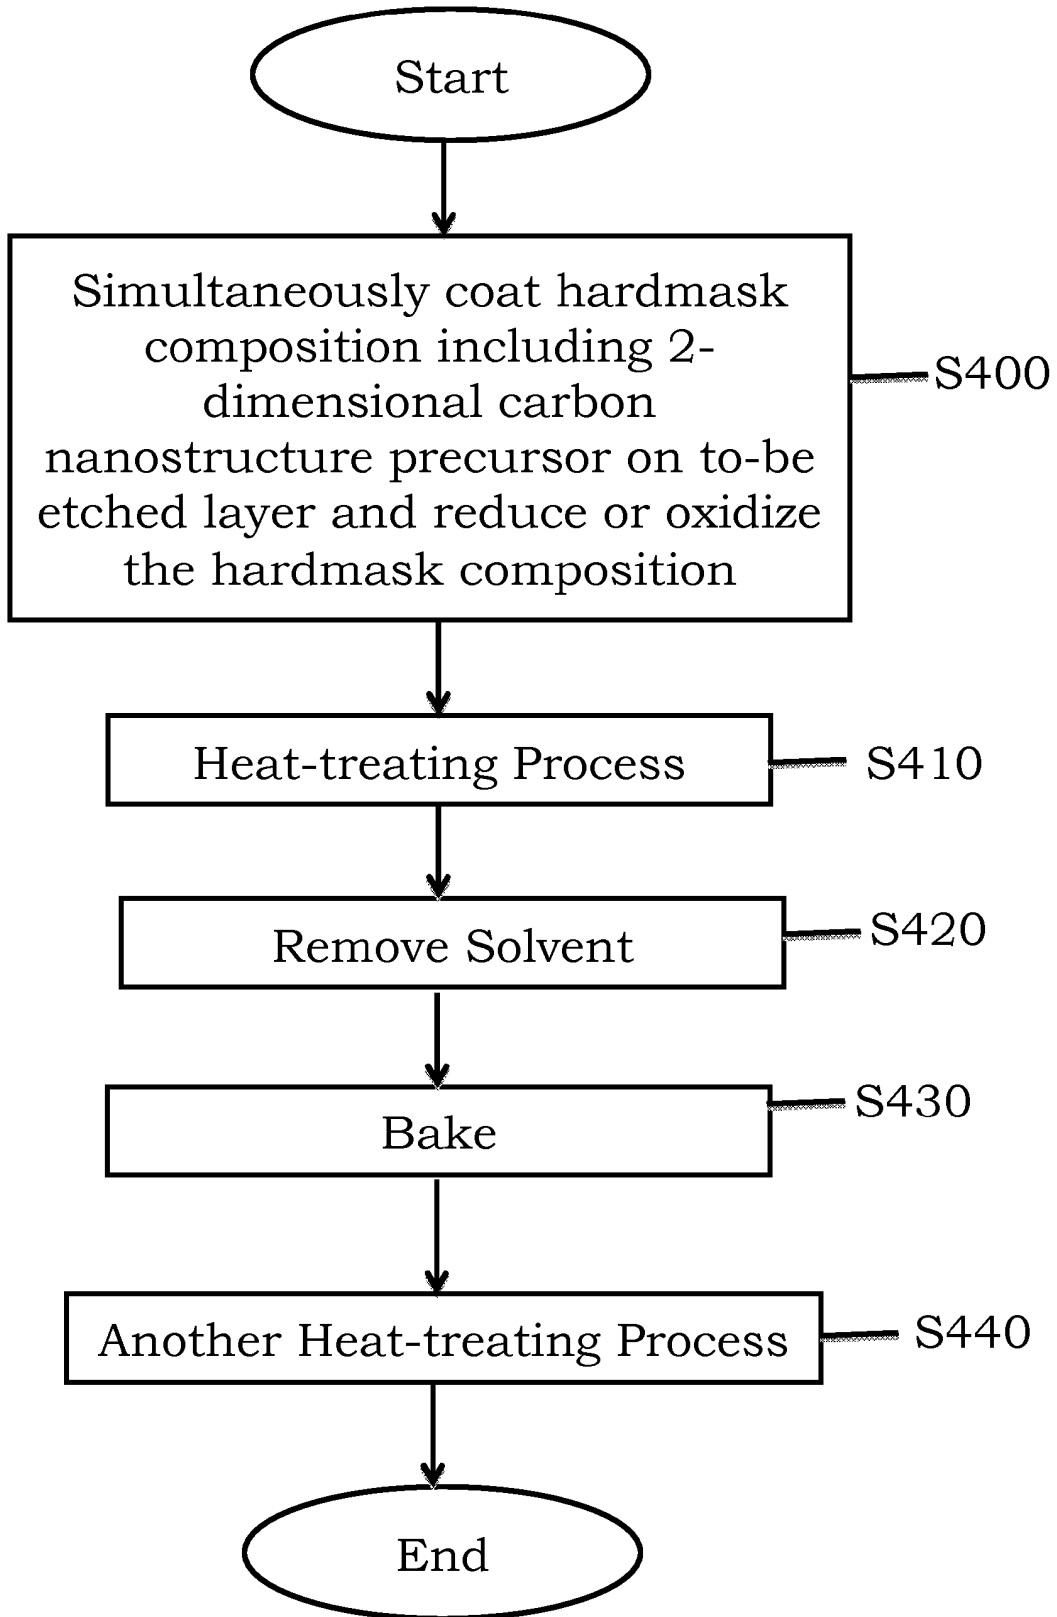 Start
Simultaneously coat hardmask
composition including 2-
dimensional carbon
nanostructure precursor on to-be
etched layer and reduce or oxidize
the hardmask composition
S400
Heat-treating Process
S410
Remove Solvent
S420
Bake
S430
Another Heat-treating Process
S440
End